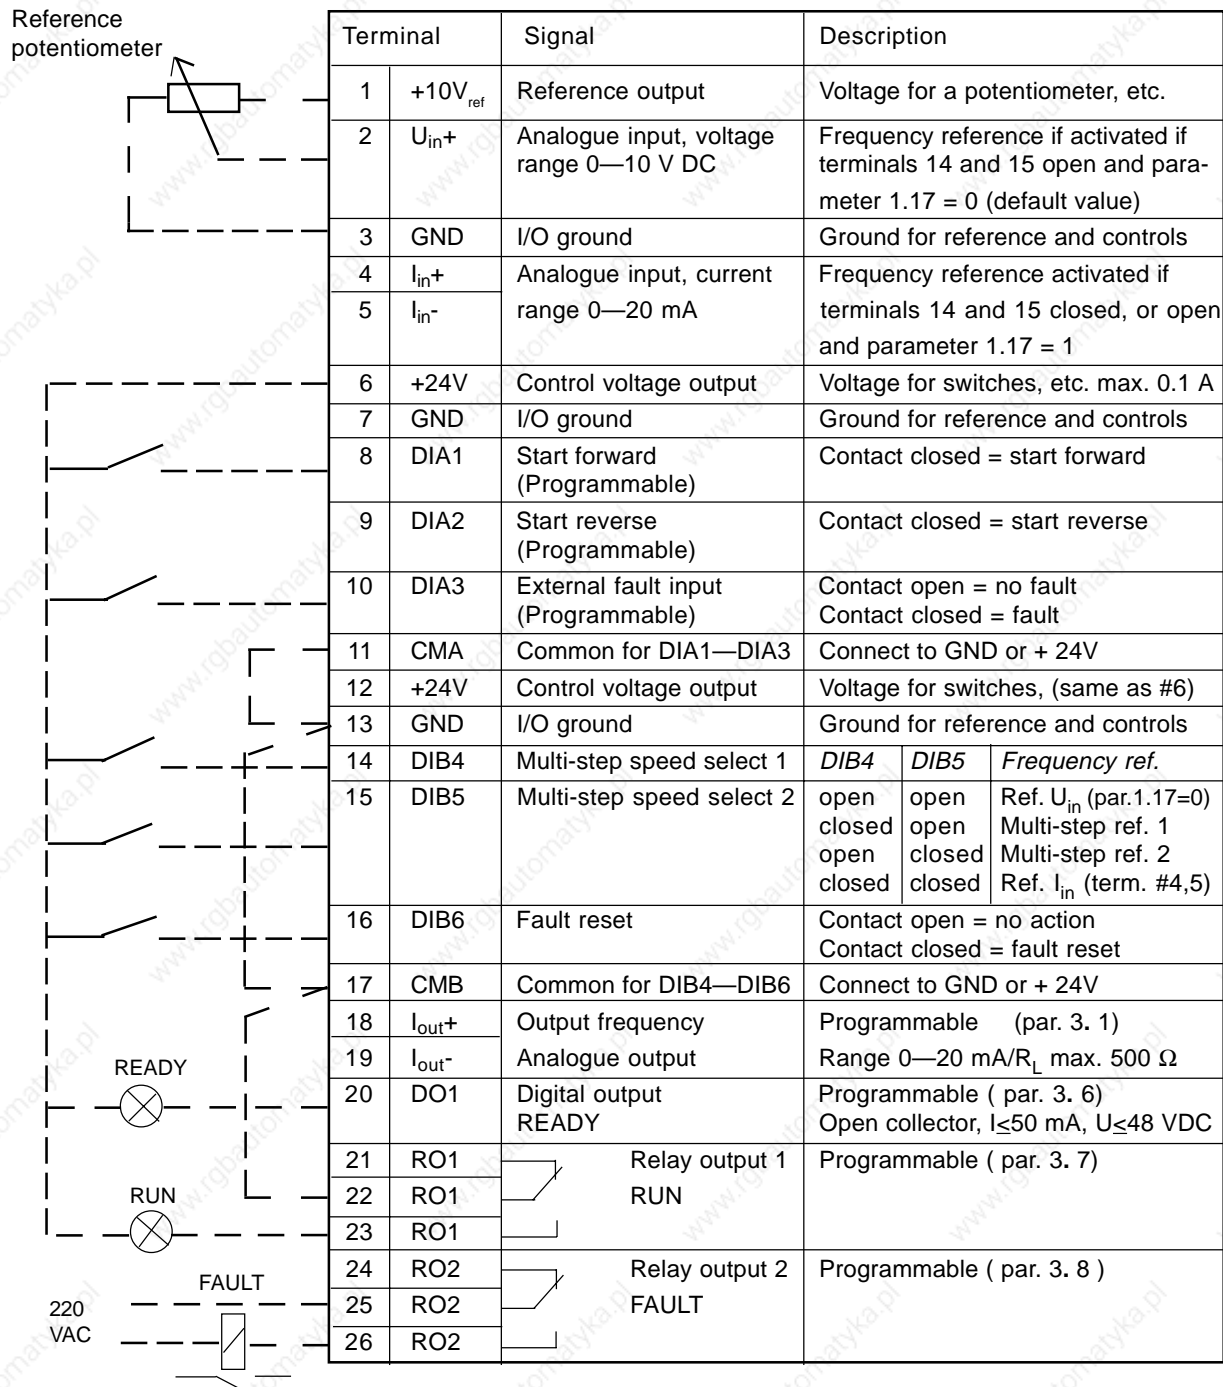 Reference
potentiometer
Terminal Signal Description
1 +10Vref Reference output Voltage for a potentiometer, etc.
2 Uin+ Analogue input, voltage Frequency reference if activated if
range 0—10 V DC terminals 14 and 15 open and para-
meter 1.17 = 0 (default value)
3 GND I/O ground Ground for reference and controls
4 Iin+ Analogue input, current Frequency reference activated if
5 Iin- range 0—20 mA terminals 14 and 15 closed, or open
and parameter 1.17 = 1
6 +24V Control voltage output Voltage for switches, etc. max. 0.1 A
7 GND I/O ground Ground for reference and controls
8 DIA1 Start forward Contact closed = start forward
(Programmable)
9 DIA2 Start reverse Contact closed = start reverse
(Programmable)
10 DIA3 External fault input Contact open = no fault
(Programmable) Contact closed = fault
11 CMA Common for DIA1—DIA3 Connect to GND or + 24V
12 +24V Control voltage output Voltage for switches, (same as #6)
13 GND I/O ground Ground for reference and controls
14 DIB4 Multi-step speed select 1 DIB4 DIB5 Frequency ref.
15 DIB5 Multi-step speed select 2 open open Ref. Uin (par.1.17=0)
closed open Multi-step ref. 1
open closed Multi-step ref. 2
closed closed Ref. Iin (term. #4,5)
16 DIB6 Fault reset Contact open = no action
Contact closed = fault reset
17 CMB Common for DIB4—DIB6 Connect to GND or + 24V
18 Iout+ Output frequency Programmable (par. 3. 1)
19 Iout- Analogue output Range 0—20 mA/RL max. 500 Ω
READY
20 DO1 Digital output Programmable ( par. 3. 6)
READY Open collector, I≤50 mA, U≤48 VDC
21 RO1 Relay output 1 Programmable ( par. 3. 7)
RUN
22 RO1 RUN
23 RO1
24 RO2 Relay output 2 Programmable ( par. 3. 8 )
FAULT
220
VAC
25 RO2 FAULT
26 RO2
www.rgbautomatyka.pl